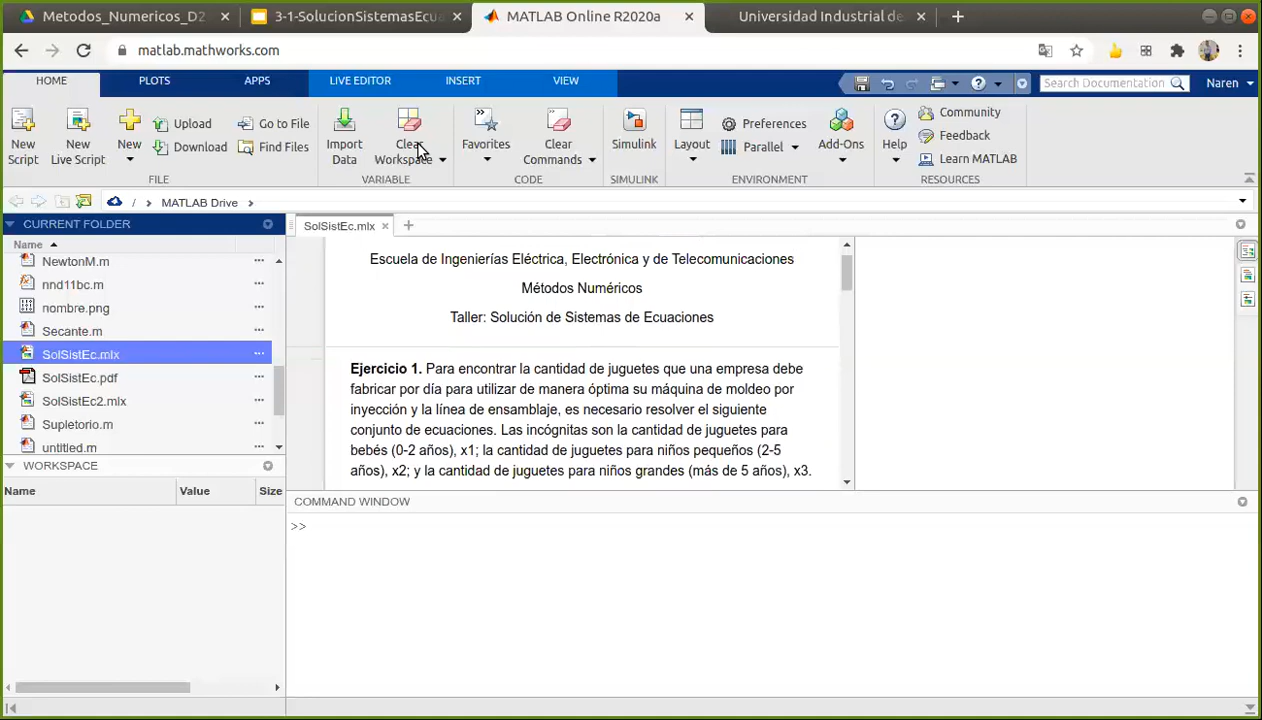 Metodos_Numericos_D2
3-1-SolucionSistemasEcua
MATLAB Online R2020a
Universidad Industrial de
matlab.mathworks.com
HOME
PLOTS
APPS
LIVE EDITOR
INSERT
VIEW
Search Documentation
Naren
New Script
New Live Script
New
Upload
Download
Go to File
Find Files
FILE
Import Data
Clear Workspace
VARIABLE
Favorites
Clear Commands
CODE
Simulink
SIMULINK
Layout
Preferences
Parallel
Add-Ons
ENVIRONMENT
Help
Community
Feedback
Learn MATLAB
RESOURCES
/ MATLAB Drive
CURRENT FOLDER
Name
NewtonM.m
nnd11bc.m
nombre.png
Secante.m
SolSistEc.mlx
SolSistEc.pdf
SolSistEc2.mlx
Supletorio.m
untitled.m
WORKSPACE
Name Value Size
SolSistEc.mlx
Escuela de Ingenierías Eléctrica, Electrónica y de Telecomunicaciones
Métodos Numéricos
Taller: Solución de Sistemas de Ecuaciones
Ejercicio 1. Para encontrar la cantidad de juguetes que una empresa debe
fabricar por día para utilizar de manera óptima su máquina de moldeo por
inyección y la línea de ensamblaje, es necesario resolver el siguiente
conjunto de ecuaciones. Las incógnitas son la cantidad de juguetes para
bebés (0-2 años), x1; la cantidad de juguetes para niños pequeños (2-5
años), x2; y la cantidad de juguetes para niños grandes (más de 5 años), x3.
COMMAND WINDOW
>>